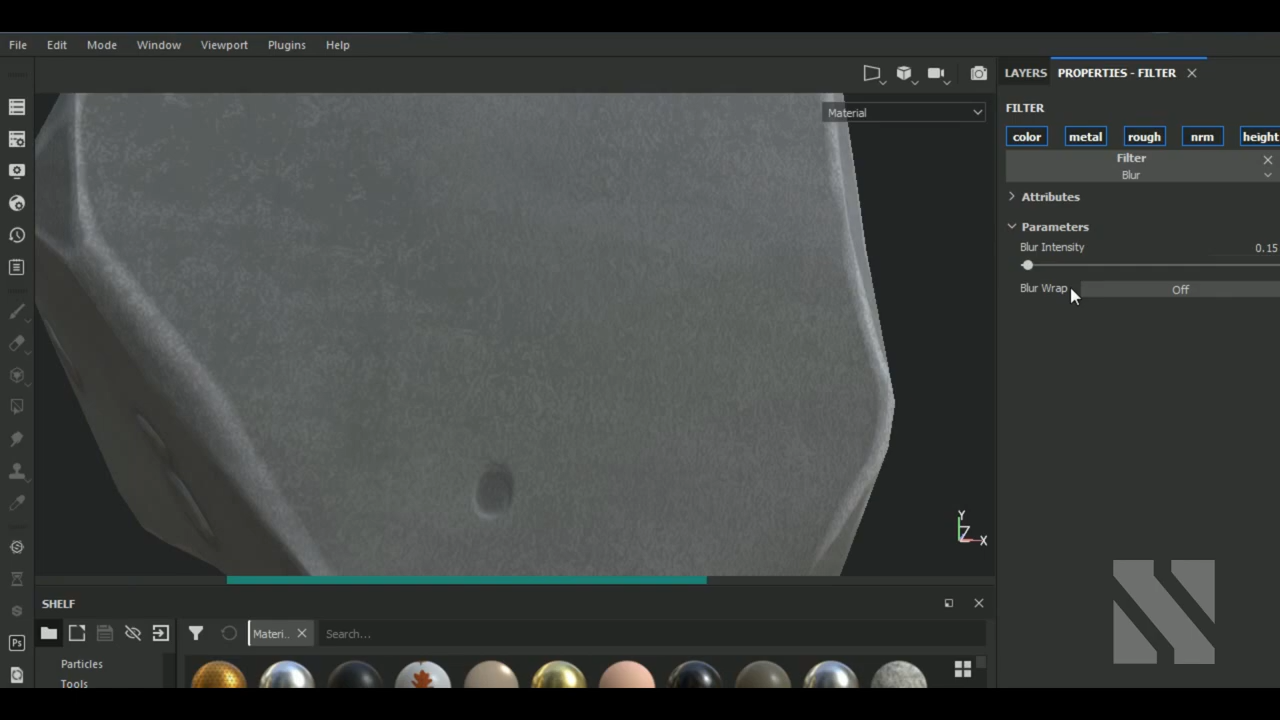 File Edit Mode Window Viewport Plugins Help
LAYERS PROPERTIES - FILTER
Material
FILTER
color metal rough nrm height
Filter
Blur
Attributes
Parameters
Blur Intensity 0.15
Blur Wrap Off
Y
Z
X
SHELF
Materi.. Search...
Particles
Tools
Ps